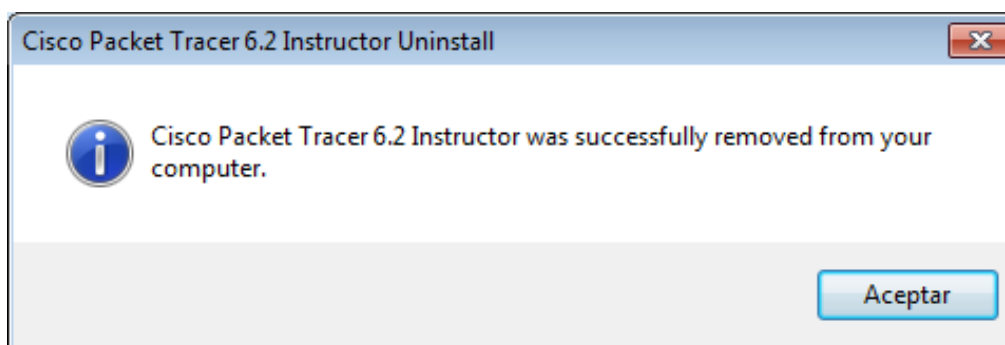 Cisco Packet Tracer 6.2 Instructor Uninstall
Cisco Packet Tracer 6.2 Instructor was successfully removed from your
computer.
Aceptar